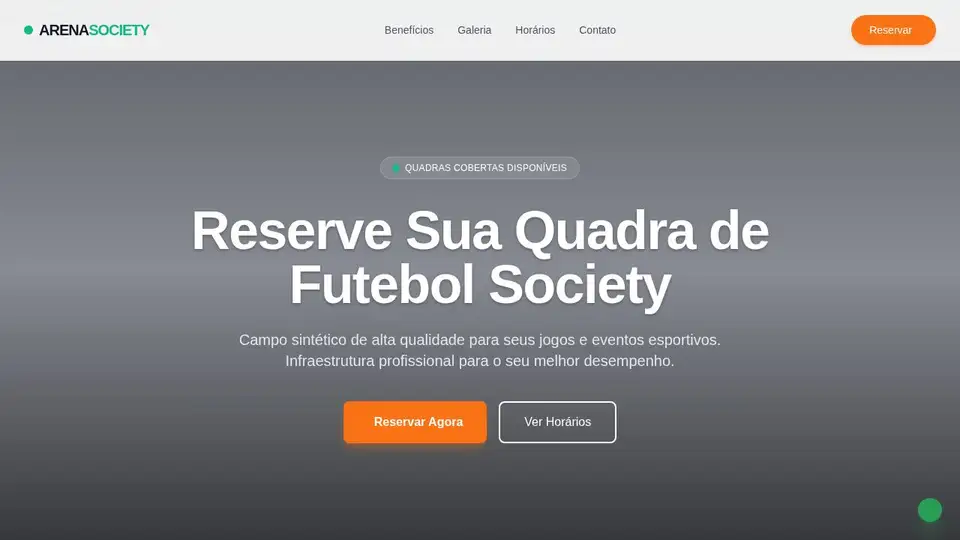 ARENASOCIETY
Benefícios
Galeria
Horários
Contato
Reservar
QUADRAS COBERTAS DISPONÍVEIS
Reserve Sua Quadra de
Futebol Society
Campo sintético de alta qualidade para seus jogos e eventos esportivos.
Infraestrutura profissional para o seu melhor desempenho.
Reservar Agora
Ver Horários